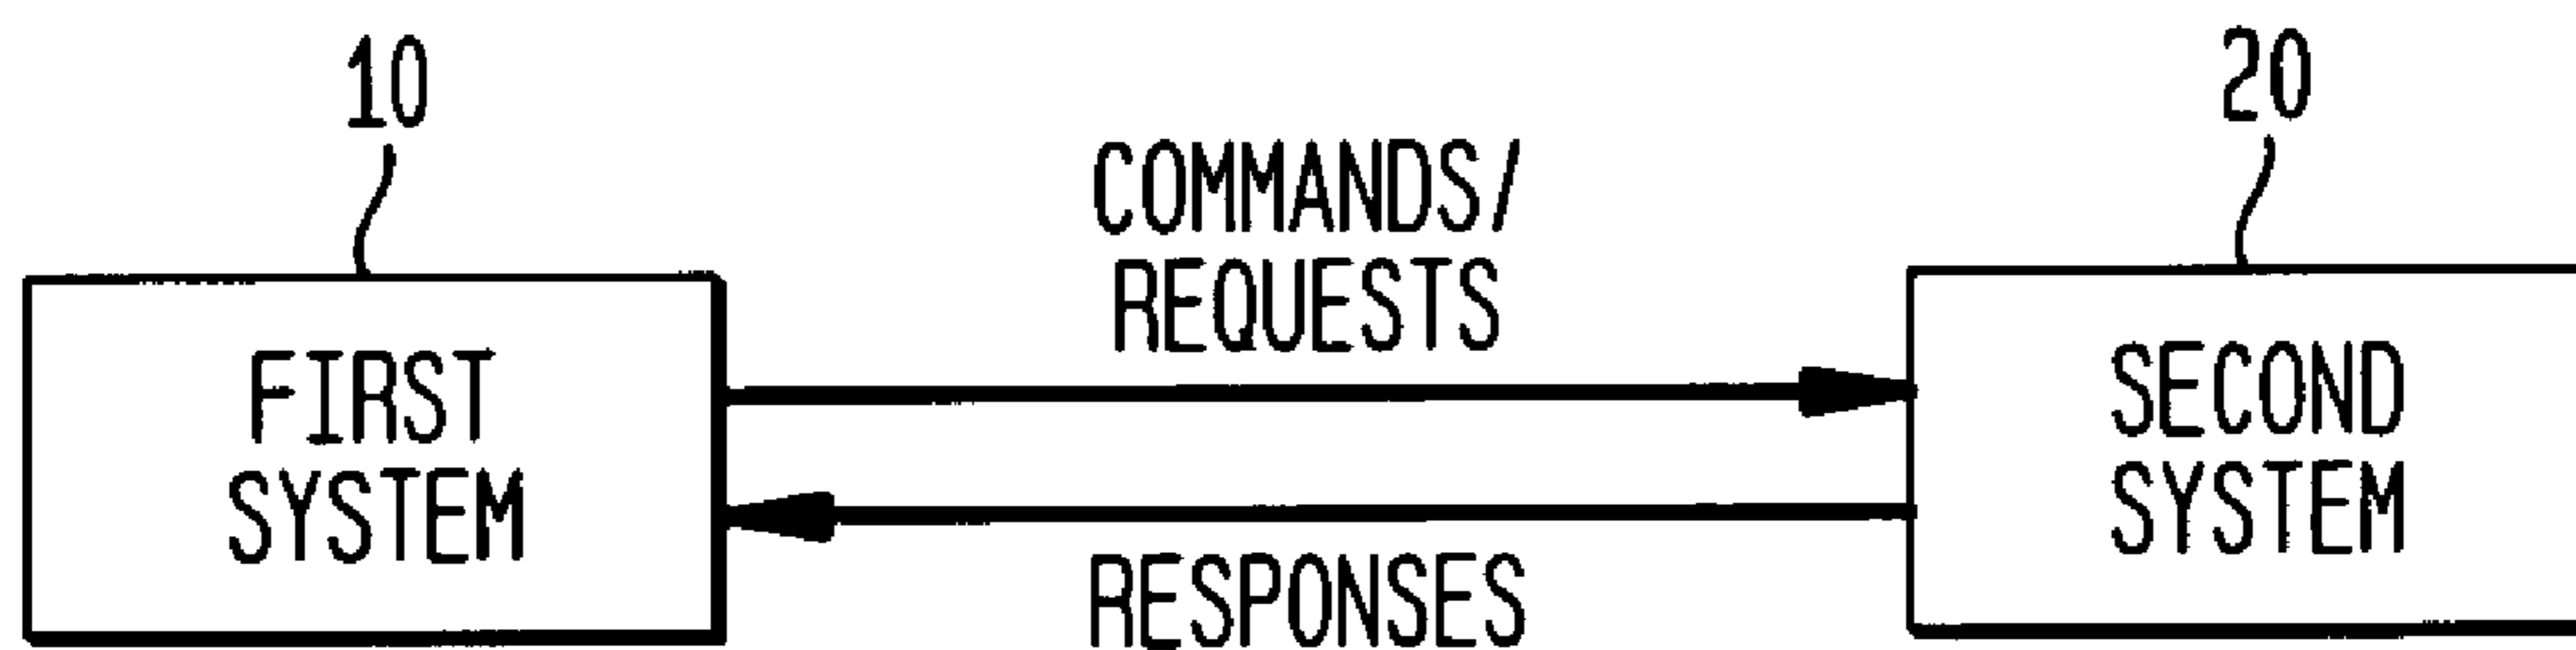 10
20
COMMANDS/
REQUESTS
FIRST
SYSTEM
SECOND
SYSTEM
RESPONSES